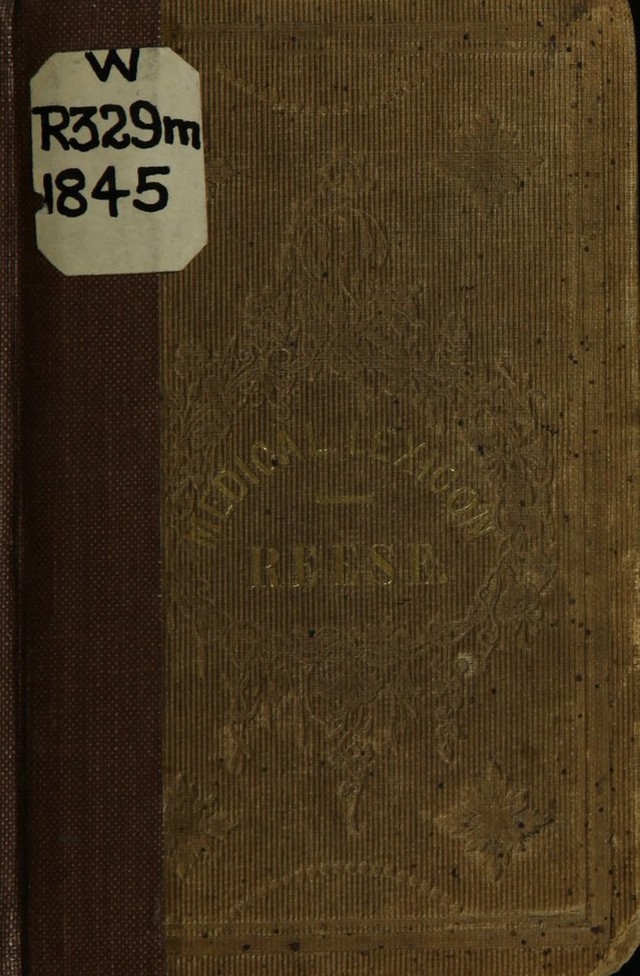 W
R329m
1845
MEDICAL LEXICON
REESE.